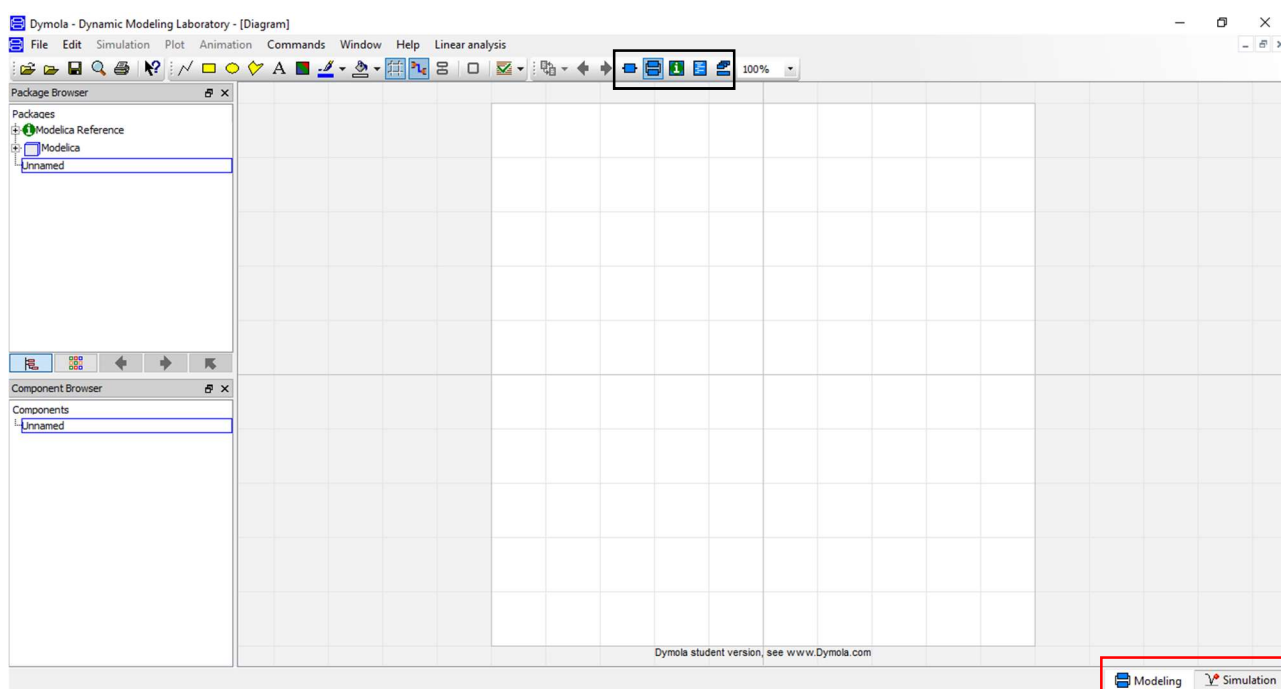 Dymola - Dynamic Modeling Laboratory - [Diagram]
File Edit Simulation Plot Animation Commands Window Help Linear analysis
A 100%
Package Browser
Packages
Modelica Reference
Modelica
Unnamed
Component Browser
Components
Unnamed
Dymola student version, see www.Dymola.com
Modeling Simulation